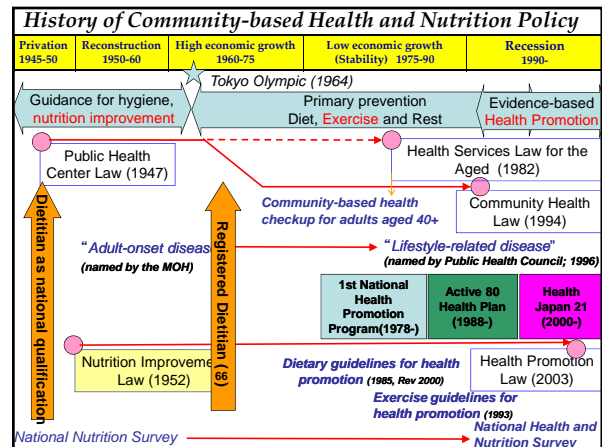 History of Community-based Health and Nutrition Policy
Privation
1945-50
Reconstruction
1950-60
High economic growth
1960-75
Low economic growth
(Stability) 1975-90
Recession
1990-
Tokyo Olympic (1964)
Guidance for hygiene,
nutrition improvement
Primary prevention
Diet, Exercise and Rest
Evidence-based
Health Promotion
Public Health
Center Law (1947)
Health Services Law for the
Aged (1982)
Community-based health
checkup for adults aged 40+
Community Health
Law (1994)
Dietitian as national qualification
Registered Dietitian
"Adult-onset disease
(named by the MOH)
"Lifestyle-related disease"
(named by Public Health Council; 1996)
1st National
Health
Promotion
Program(1978-)
Active 80
Health Plan
(1988-)
Health
Japan 21
(2000-)
Nutrition Improveme
Law (1952)
Dietary guidelines for health
promotion (1985, Rev 2000)
Health Promotion
Law (2003)
Exercise guidelines for
health promotion (1993)
National Nutrition Survey
National Health and
Nutrition Survey